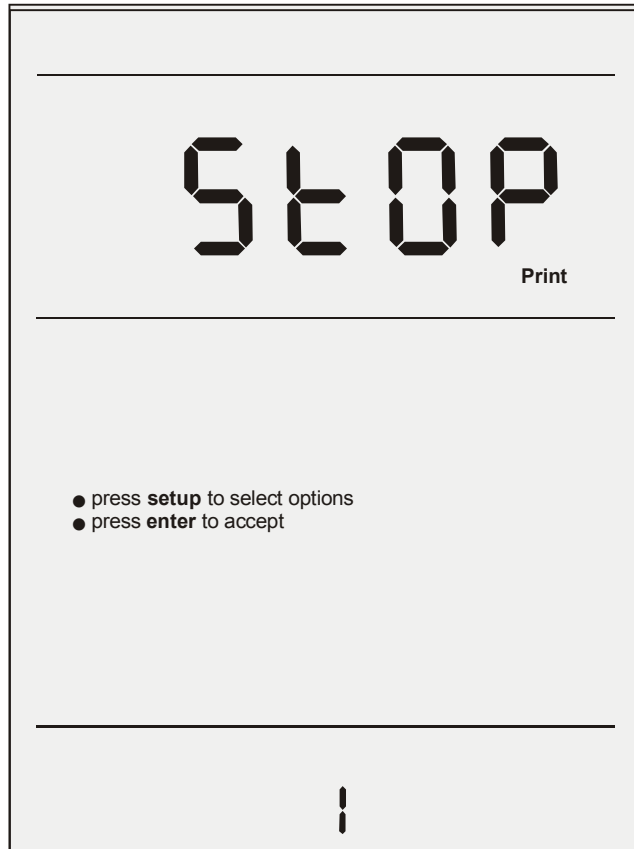 StOP
Print
● press setup to select options
● press enter to accept
1